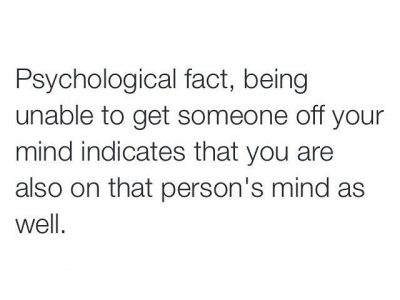 Psychological fact, being
unable to get someone off your
mind indicates that you are
also on that person's mind as
well.